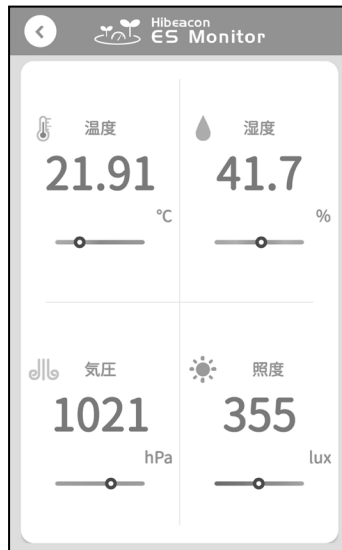 Hibeacon
ES Monitor
温度
21.91
℃
湿度
41.7
%
気圧
1021
hPa
照度
355
lux